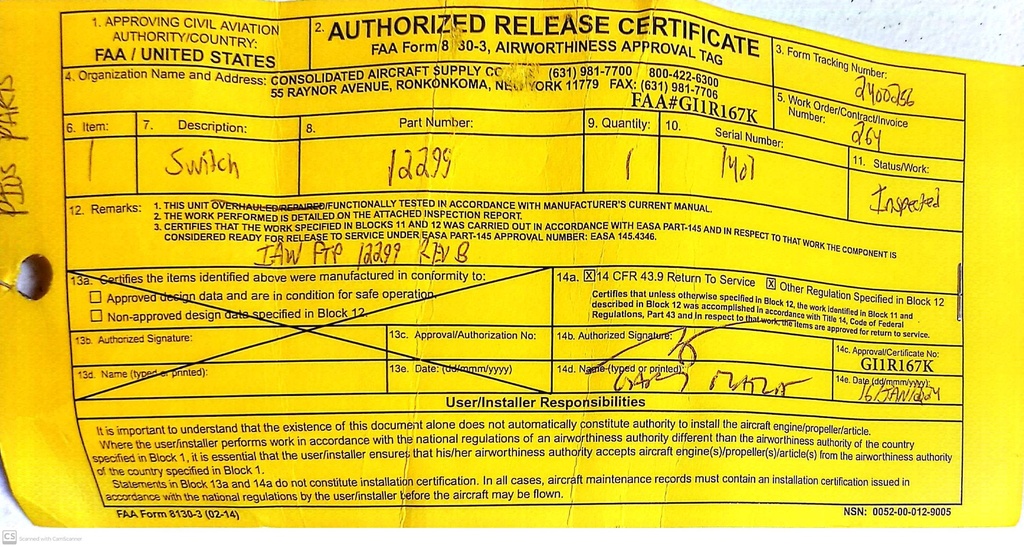 PLUS PARTS
1. APPROVING CIVIL AVIATION
AUTHORITY/COUNTRY:
FAA / UNITED STATES
2. AUTHORIZED RELEASE CERTIFICATE
FAA Form 8130-3, AIRWORTHINESS APPROVAL TAG
3. Form Tracking Number:
2400256
4. Organization Name and Address: CONSOLIDATED AIRCRAFT SUPPLY CO (631) 981-7700 800-422-6300
55 RAYNOR AVENUE, RONKONKOMA, NEW YORK 11779 FAX: (631) 981-7706
FAA#GI1R167K
5. Work Order/Contract/Invoice
Number:
264
6. Item:
1
7. Description:
Switch
8. Part Number:
12299
9. Quantity:
1
10. Serial Number:
1407
11. Status/Work:
Inspected
12. Remarks: 1. THIS UNIT OVERHAULED/REPAIRED/FUNCTIONALLY TESTED IN ACCORDANCE WITH MANUFACTURER'S CURRENT MANUAL.
2. THE WORK PERFORMED IS DETAILED ON THE ATTACHED INSPECTION REPORT.
3. CERTIFIES THAT THE WORK SPECIFIED IN BLOCKS 11 AND 12 WAS CARRIED OUT IN ACCORDANCE WITH EASA PART-145 AND IN RESPECT TO THAT WORK THE COMPONENT IS
CONSIDERED READY FOR RELEASE TO SERVICE UNDER EASA PART-145 APPROVAL NUMBER: EASA 145.4346.
IAW FTP 12299 REV B
13a. Certifies the items identified above were manufactured in conformity to:
Approved design data and are in condition for safe operation.
Non-approved design data specified in Block 12.
14a. X 14 CFR 43.9 Return To Service X Other Regulation Specified in Block 12
Certifies that unless otherwise specified in Block 12, the work identified in Block 11 and
described in Block 12 was accomplished in accordance with Title 14, Code of Federal
Regulations, Part 43 and in respect to that work, the items are approved for return to service.
13b. Authorized Signature:
13c. Approval/Authorization No:
14b. Authorized Signature:
14c. Approval/Certificate No:
GI1R167K
13d. Name (typed or printed):
13e. Date: (dd/mmm/yyyy)
14d. Name (typed or printed):
GARY
14e. Date (dd/mmm/yyyy):
16/JAN/2024
User/Installer Responsibilities
It is important to understand that the existence of this document alone does not automatically constitute authority to install the aircraft engine/propeller/article.
Where the user/installer performs work in accordance with the national regulations of an airworthiness authority different than the airworthiness authority of the country
specified in Block 1, it is essential that the user/installer ensures that his/her airworthiness authority accepts aircraft engine(s)/propeller(s)/article(s) from the airworthiness authority
of the country specified in Block 1.
Statements in Block 13a and 14a do not constitute installation certification. In all cases, aircraft maintenance records must contain an installation certification issued in
accordance with the national regulations by the user/installer before the aircraft may be flown.
FAA Form 8130-3 (02-14)
NSN: 0052-00-012-9005
CS Scanned with CamScanner